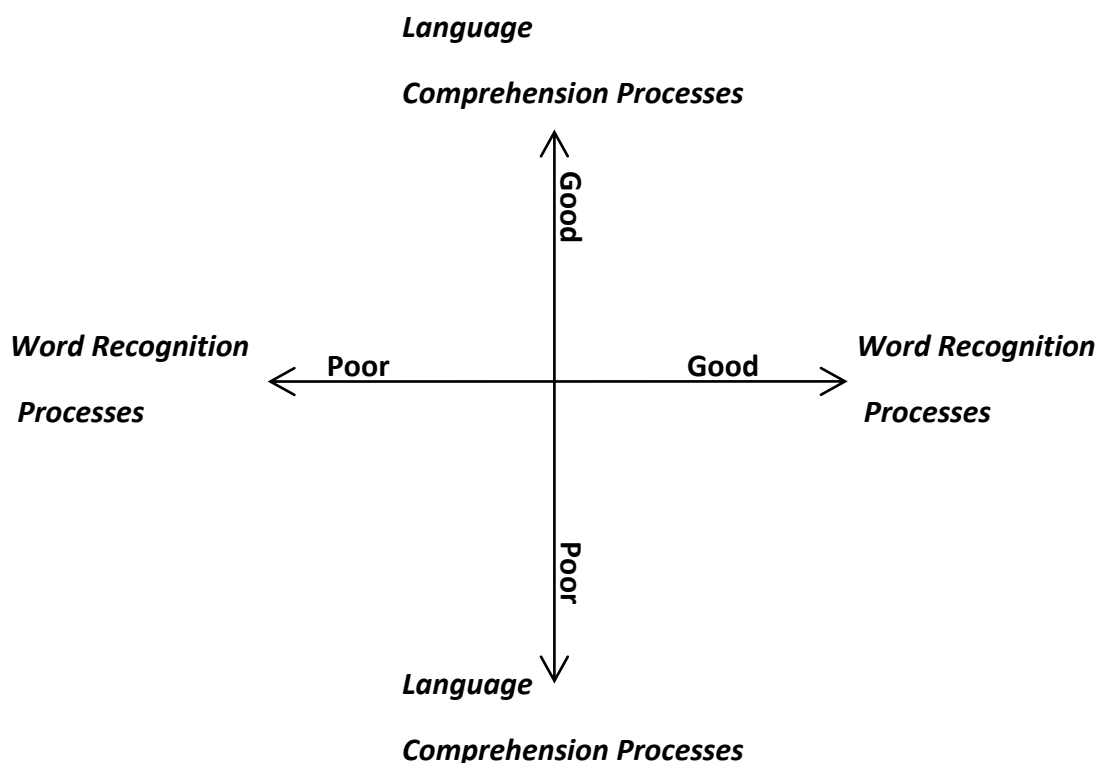 Language
Comprehension Processes
Good
Word Recognition
Processes
Poor
Good
Word Recognition
Processes
Poor
Language
Comprehension Processes